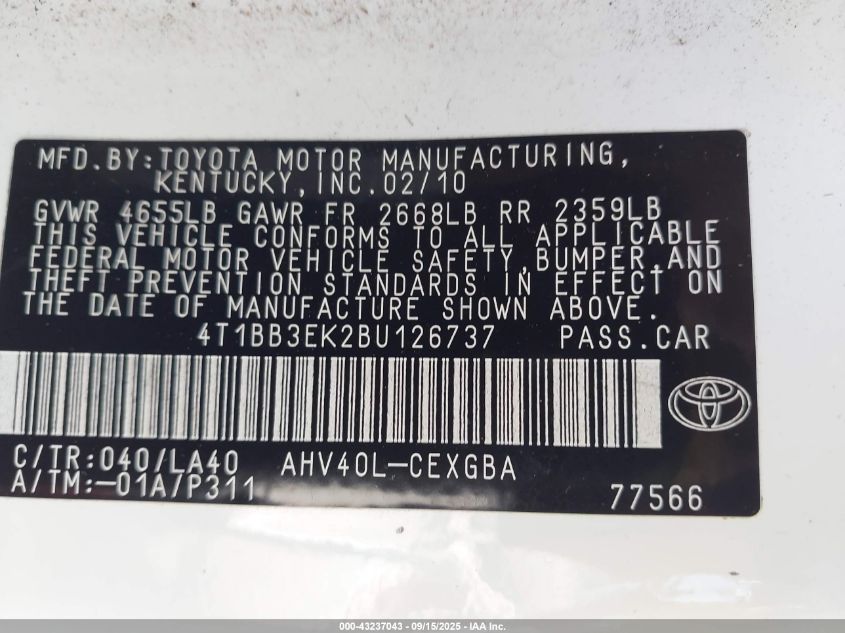 MFD.BY:TOYOTA MOTOR MANUFACTURING,
KENTUCKY,INC.02/10
GVWR 4655LB GAWR FR 2668LB RR 2359LB
THIS VEHICLE CONFORMS TO ALL APPLICABLE
FEDERAL MOTOR VEHICLE SAFETY,BUMPER,AND
THEFT PREVENTION STANDARDS IN EFFECT ON
THE DATE OF MANUFACTURE SHOWN ABOVE.
4T1BB3EK2BU126737 PASS.CAR
C/TR:040/LA40 AHV40L-CEXGBA
A/TM:-01A/P311 77566
000-43237043 - 09/15/2025 - IAA Inc.